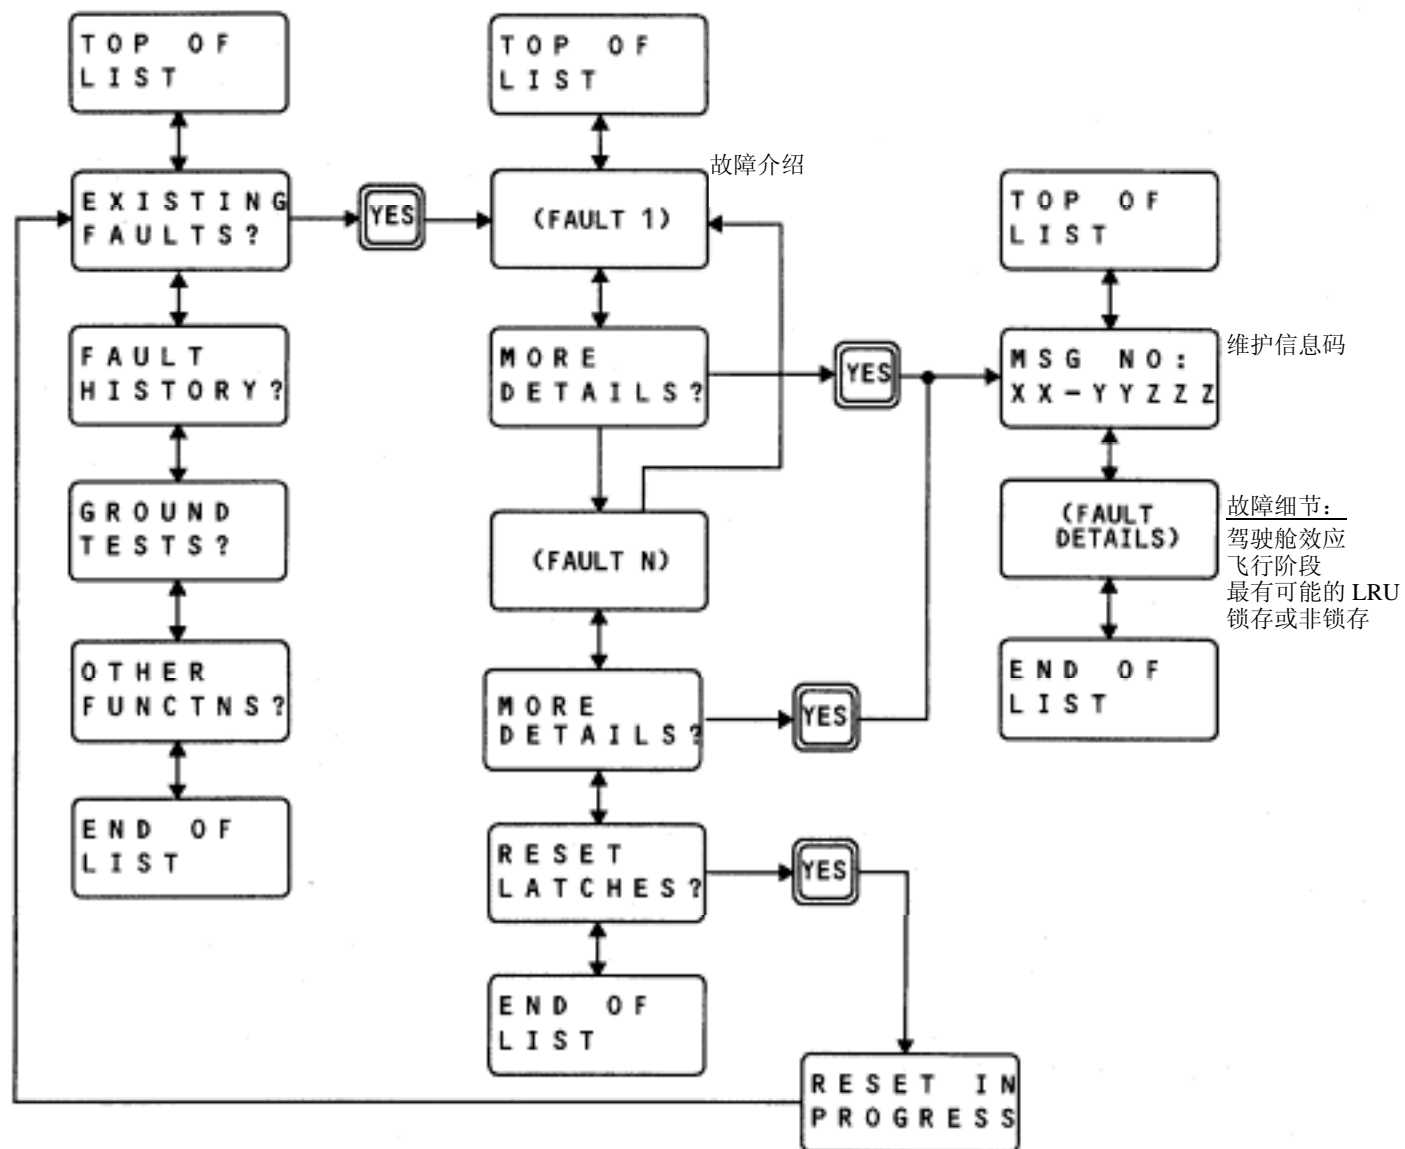 TOP OF
LIST
EXISTING
FAULTS?
FAULT
HISTORY?
GROUND
TESTS?
OTHER
FUNCTNS?
END OF
LIST
YES
TOP OF
LIST
故障介绍
(FAULT 1)
MORE
DETAILS?
YES
(FAULT N)
MORE
DETAILS?
YES
RESET
LATCHES?
YES
END OF
LIST
RESET IN
PROGRESS
TOP OF
LIST
MSG NO:
XX-YYZZZ
维护信息码
(FAULT
DETAILS)
故障细节：
驾驶舱效应
飞行阶段
最有可能的 LRU
锁存或非锁存
END OF
LIST